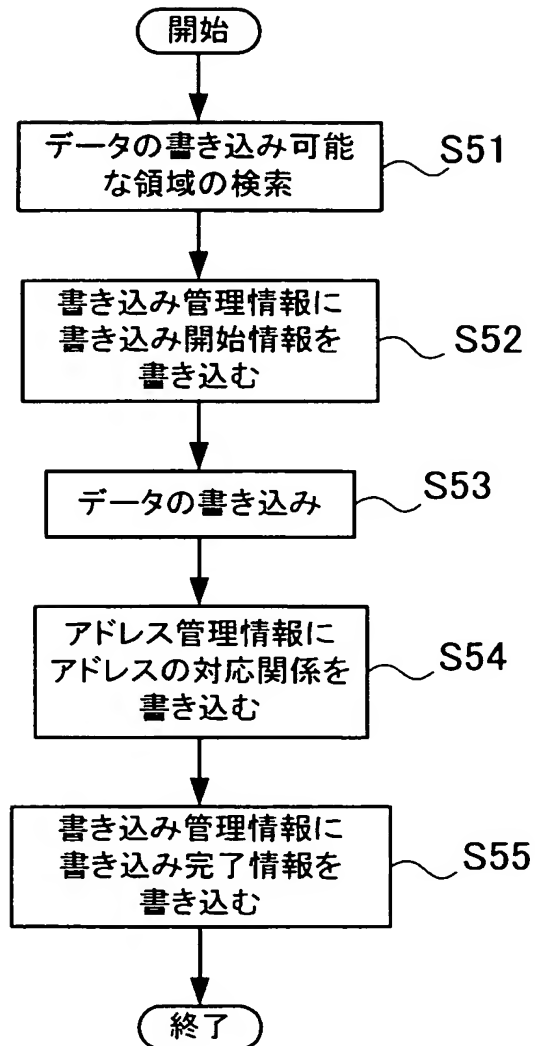 開始
データの書き込み可能
な領域の検索
S51
書き込み管理情報に
書き込み開始情報を
書き込む
S52
データの書き込み
S53
アドレス管理情報に
アドレスの対応関係を
書き込む
S54
書き込み管理情報に
書き込み完了情報を
書き込む
S55
終了